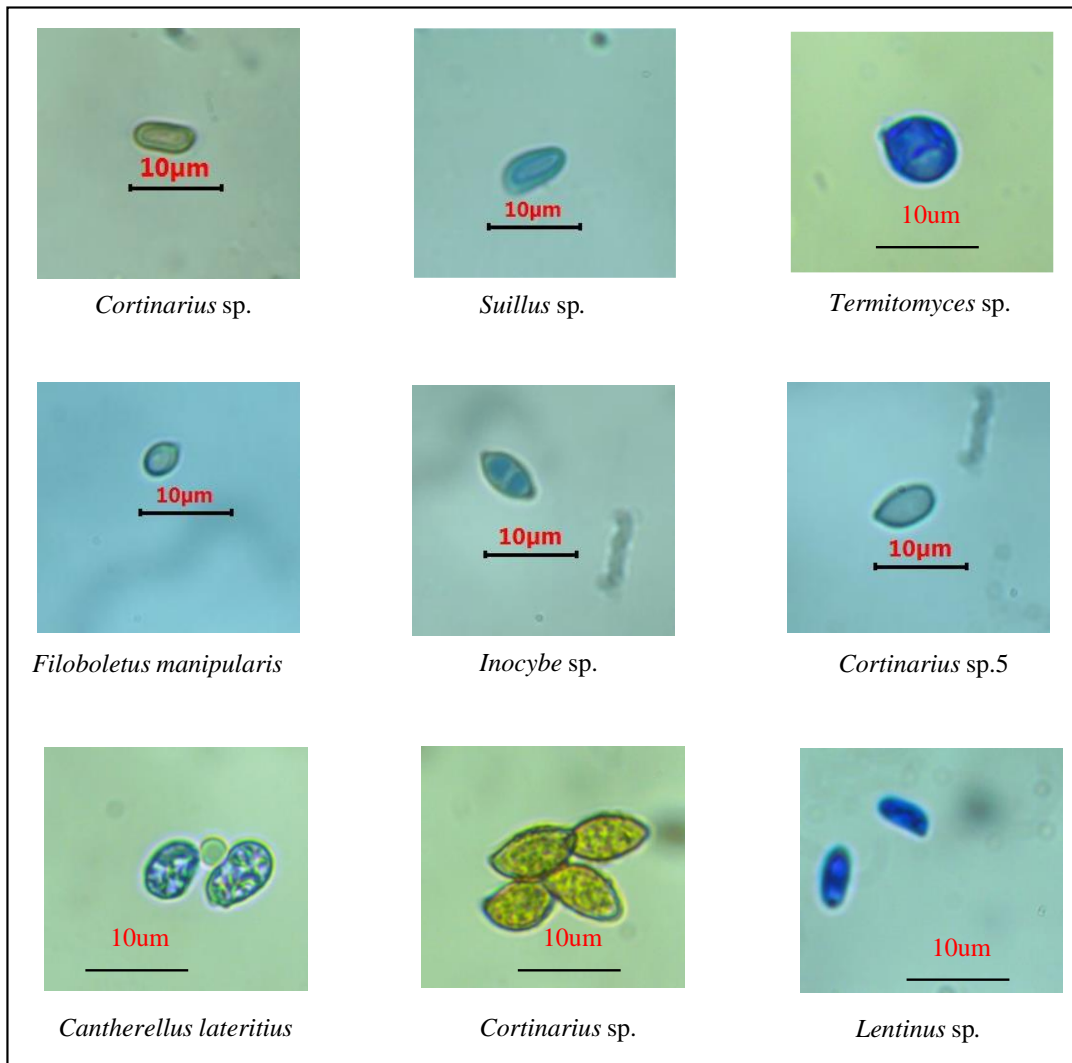 10µm
10µm
10um
Cortinarius sp.
Suillus sp.
Termitomyces sp.
10µm
10µm
10µm
Filoboletus manipularis
Inocybe sp.
Cortinarius sp.5
10um
10um
10um
Cantherellus lateritius
Cortinarius sp.
Lentinus sp.